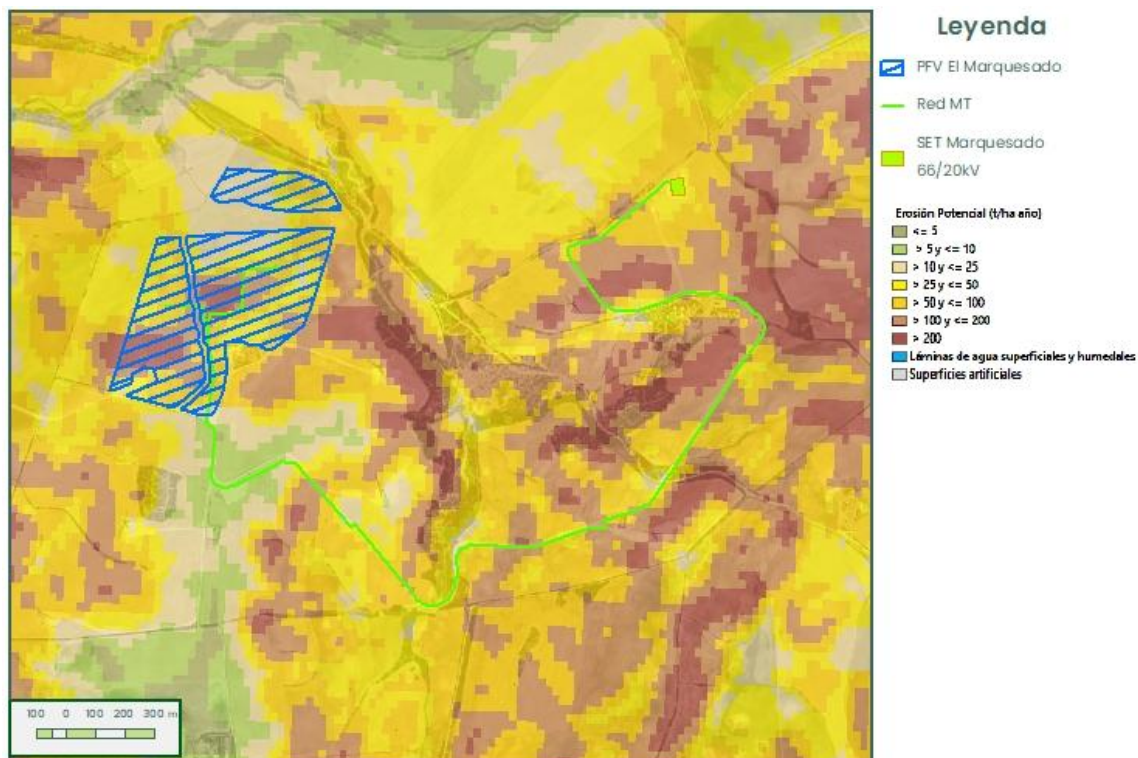 Leyenda
PFV El Marquesado
Red MT
SET Marquesado
66/20kV
Erosión Potencial (t/ha año)
<= 5
> 5 y <= 10
> 10 y <= 25
> 25 y <= 50
> 50 y <= 100
> 100 y <= 200
> 200
Láminas de agua superficiales y humedales
Superficies artificiales
100 0 100 200 300 m